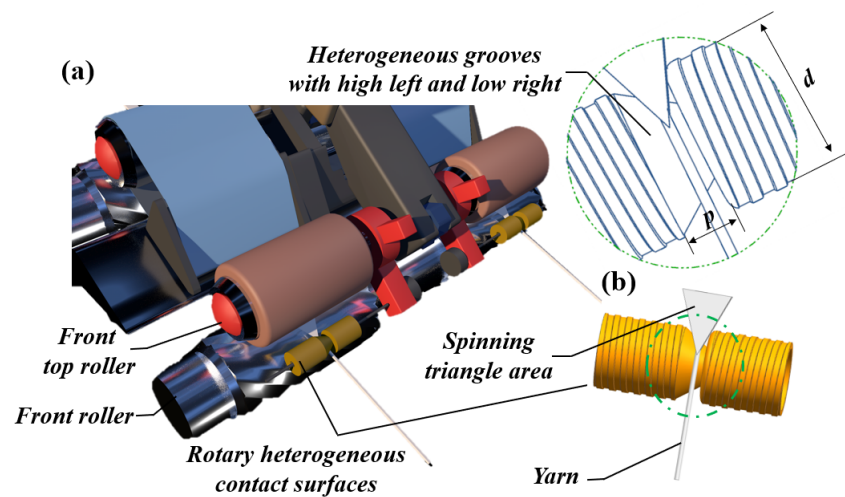 (a)
Heterogeneous grooves
with high left and low right
d
p
(b)
Front
top roller
Spinning
triangle area
Front roller
Rotary heterogeneous
contact surfaces
Yarn